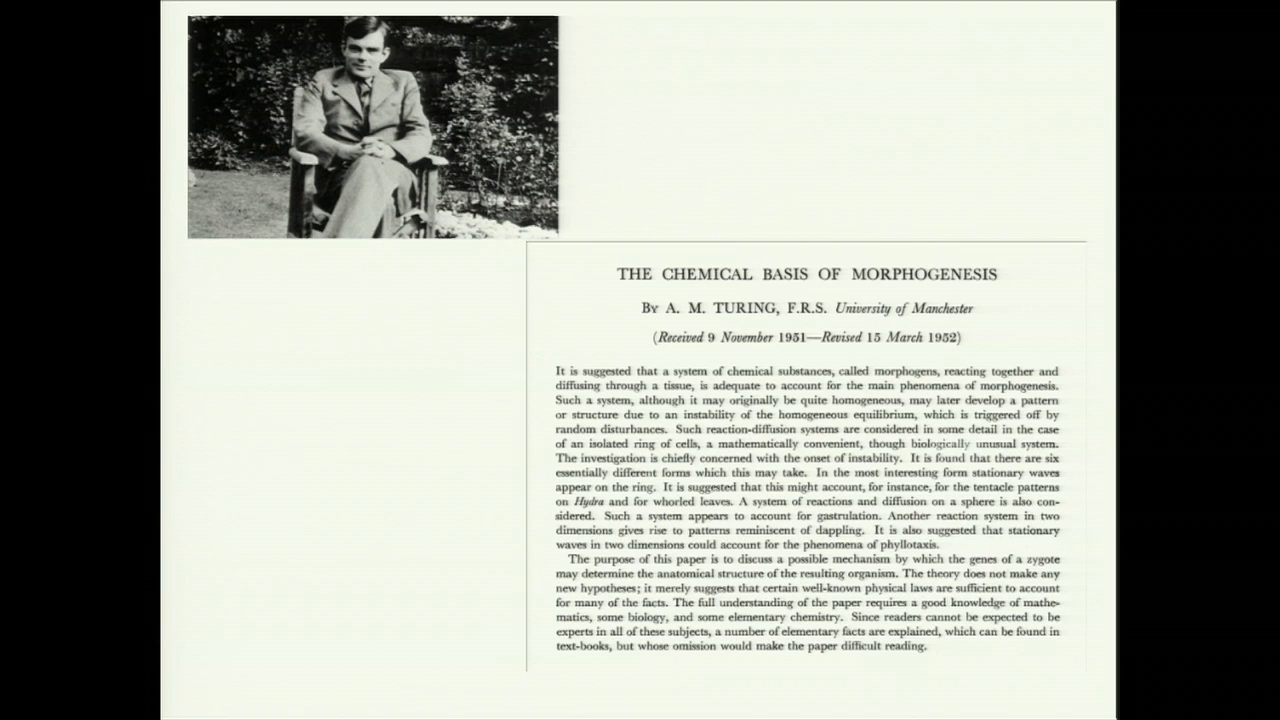 THE CHEMICAL BASIS OF MORPHOGENESIS
By A. M. TURING, F.R.S. University of Manchester
(Received 9 November 1951—Revised 15 March 1952)
It is suggested that a system of chemical substances, called morphogens, reacting together and
diffusing through a tissue, is adequate to account for the main phenomena of morphogenesis.
Such a system, although it may originally be quite homogeneous, may later develop a pattern
or structure due to an instability of the homogeneous equilibrium, which is triggered off by
random disturbances. Such reaction-diffusion systems are considered in some detail in the case
of an isolated ring of cells, a mathematically convenient, though biologically unusual system.
The investigation is chiefly concerned with the onset of instability. It is found that there are six
essentially different forms which this may take. In the most interesting form stationary waves
appear on the ring. It is suggested that this might account, for instance, for the tentacle patterns
on Hydra and for whorled leaves. A system of reactions and diffusion on a sphere is also con-
sidered. Such a system appears to account for gastrulation. Another reaction system in two
dimensions gives rise to patterns reminiscent of dappling. It is also suggested that stationary
waves in two dimensions could account for the phenomena of phyllotaxis.
The purpose of this paper is to discuss a possible mechanism by which the genes of a zygote
may determine the anatomical structure of the resulting organism. The theory does not make any
new hypotheses; it merely suggests that certain well-known physical laws are sufficient to account
for many of the facts. The full understanding of the paper requires a good knowledge of mathe-
matics, some biology, and some elementary chemistry. Since readers cannot be expected to be
experts in all of these subjects, a number of elementary facts are explained, which can be found in
text-books, but whose omission would make the paper difficult reading.